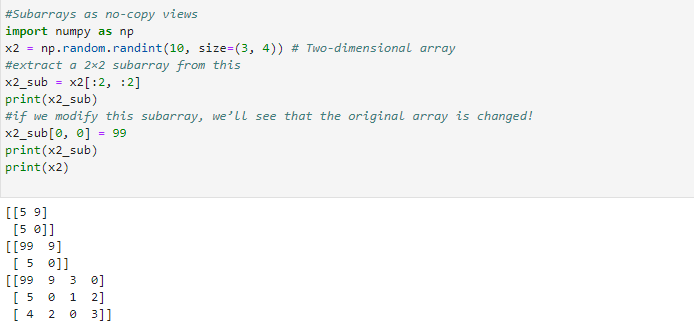 #Subarrays as no-copy views
import numpy as np
x2 = np.random.randint(10, size=(3, 4)) # Two-dimensional array
#extract a 2×2 subarray from this
x2_sub = x2[:2, :2]
print(x2_sub)
#if we modify this subarray, we’ll see that the original array is changed!
x2_sub[0, 0] = 99
print(x2_sub)
print(x2)
[[5 9]
 [5 0]]
[[99  9]
 [ 5  0]]
[[99  9  3  0]
 [ 5  0  1  2]
 [ 4  2  0  3]]